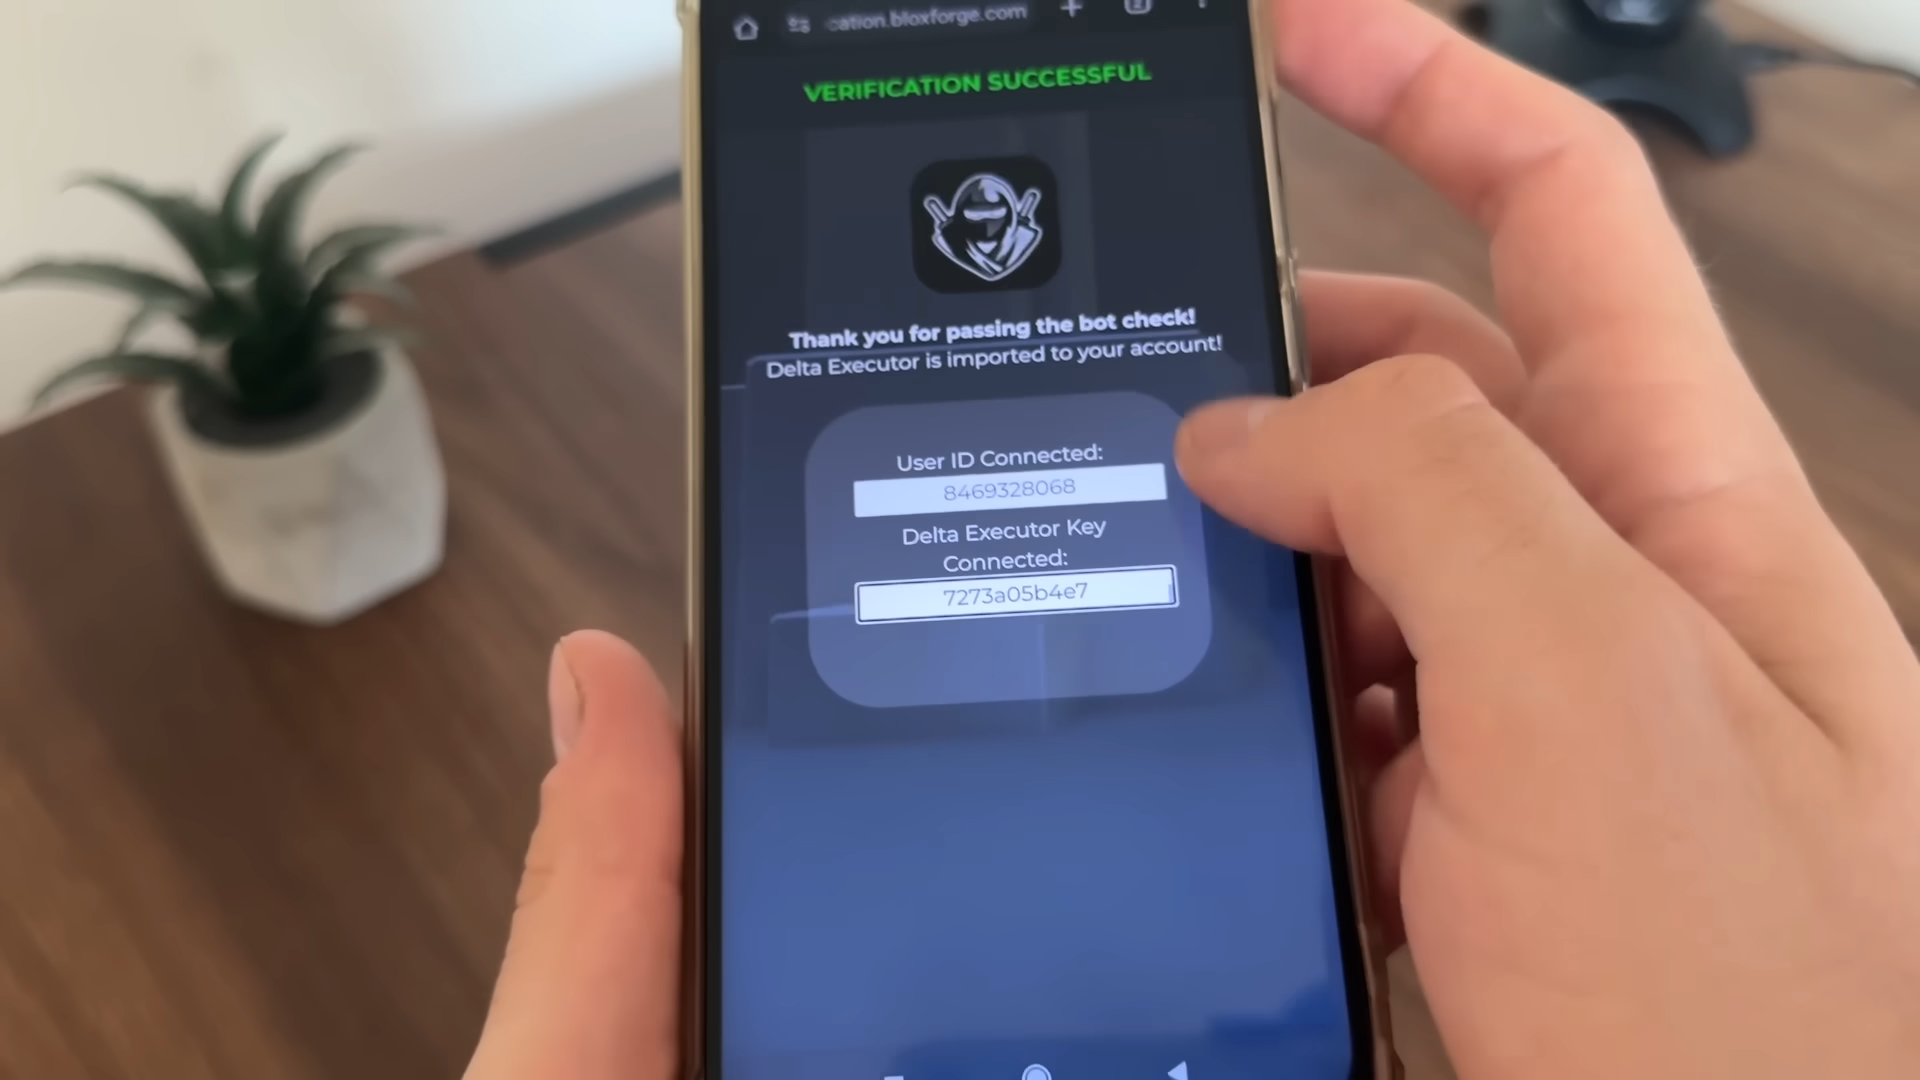 cation.bloxforge.com
VERIFICATION SUCCESSFUL
Thank you for passing the bot check!
Delta Executor is imported to your account!
User ID Connected:
8469328068
Delta Executor Key
Connected:
7273a05b4e7